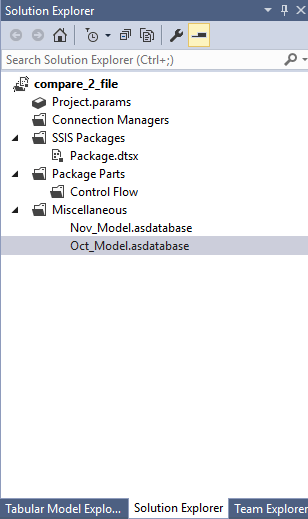 Solution Explorer
Search Solution Explorer (Ctrl+;)
compare_2_file
Project.params
Connection Managers
SSIS Packages
Package.dtsx
Package Parts
Control Flow
Miscellaneous
Nov_Model.asdatabase
Oct_Model.asdatabase
Tabular Model Explo... Solution Explorer Team Explorer